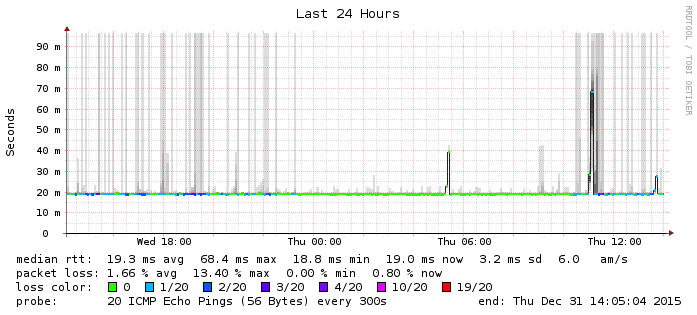 Last 24 Hours
RRDTOOL / TOBI OETIKER
Seconds
90 m
80 m
70 m
60 m
50 m
40 m
30 m
20 m
10 m
0
Wed 18:00 Thu 00:00 Thu 06:00 Thu 12:00
median rtt: 19.3 ms avg 68.4 ms max 18.8 ms min 19.0 ms now 3.2 ms sd 6.0 am/s
packet loss: 1.66 % avg 13.40 % max 0.00 % min 0.80 % now
loss color: 0 1/20 2/20 3/20 4/20 10/20 19/20
probe: 20 ICMP Echo Pings (56 Bytes) every 300s end: Thu Dec 31 14:05:04 2015